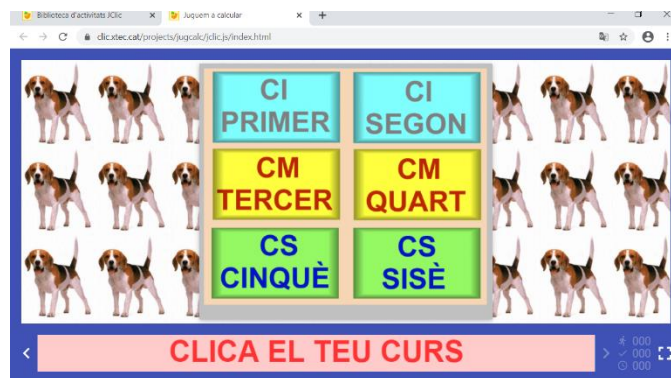 Biblioteca d'activitats JClic
Juguem a calcular
clic.xtec.cat/projects/jugcalc/jclic.js/index.html
CI
PRIMER
CI
SEGON
CM
TERCER
CM
QUART
CS
CINQUÈ
CS
SISÈ
CLICA EL TEU CURS
000
000
000